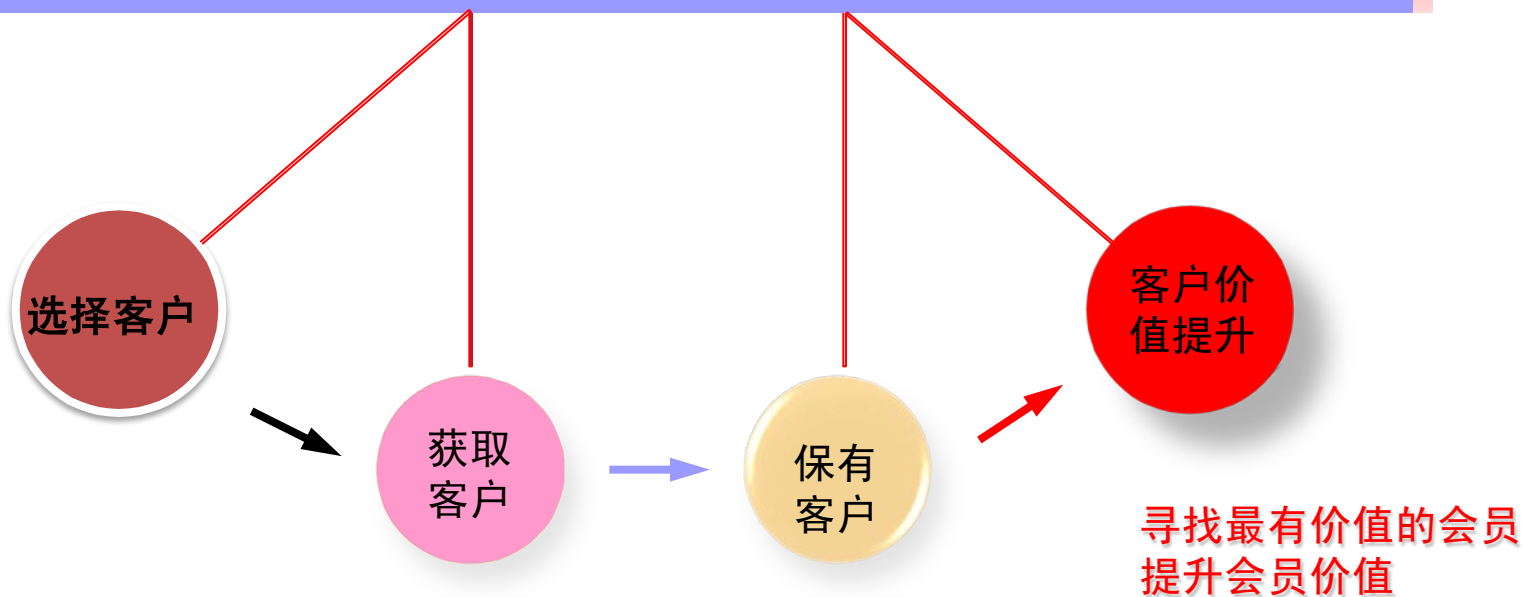 选择客户
获取
客户
保有
客户
客户价
值提升
寻找最有价值的会员
提升会员价值